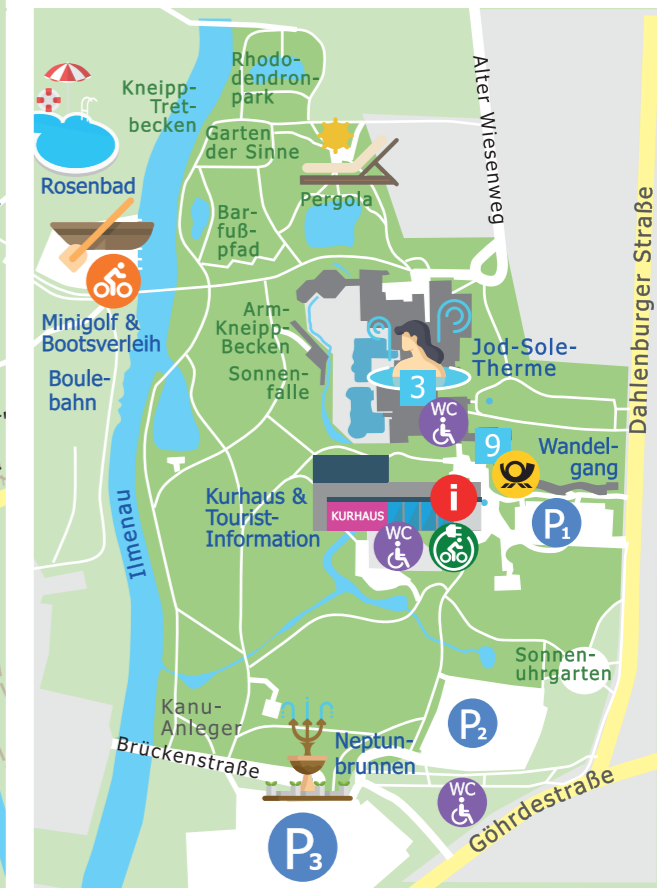 Rhodo-
dendron-
park
Kneipp-
Tret-
becken
Garten
der Sinne
Alter Wiesenweg
Rosenbad
Pergola
Bar-
fuß-
pfad
Dahlenburger Straße
Minigolf &
Bootsverleih
Arm-
Kneipp-
Becken
Jod-Sole-
Therme
Boule-
bahn
Sonnen-
falle
3
WC
9
Wandel-
gang
Kurhaus &
Tourist-
Information
i
KURHAUS
P1
WC
Ilmenau
Sonnen-
uhrgarten
Kanu-
Anleger
P2
Neptun-
brunnen
Brückenstraße
WC
Göhrdestraße
P3